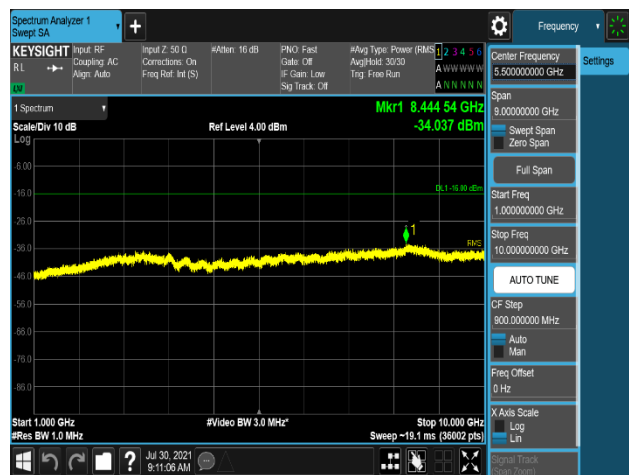 Spectrum Analyzer 1
Swept SA
+
Frequency
KEYSIGHT
Input: RF
Input Z: 50 Ω
#Atten: 16 dB
PNO: Fast
#Avg Type: Power (RMS
1 2 3 4 5 6
RL
Coupling: AC
Corrections: On
Gate: Off
Avg|Hold: 30/30
A W W W W W
Align: Auto
Freq Ref: Int (S)
IF Gain: Low
Trig: Free Run
Sig Track: Off
A N N N N N
Center Frequency
5.500000000 GHz
Settings
1 Spectrum
Mkr1 8.444 54 GHz
Scale/Div 10 dB
Ref Level 4.00 dBm
-34.037 dBm
Log
-6.00
-16.0
DL1 -16.00 dBm
-26.0
1
-36.0
RMS
-46.0
-56.0
-66.0
-76.0
-86.0
Start 1.000 GHz
#Video BW 3.0 MHz*
Stop 10.000 GHz
#Res BW 1.0 MHz
Sweep ~19.1 ms (36002 pts)
Span
9.00000000 GHz
Swept Span
Zero Span
Full Span
Start Freq
1.000000000 GHz
Stop Freq
10.000000000 GHz
AUTO TUNE
CF Step
900.000000 MHz
Auto
Man
Freq Offset
0 Hz
X Axis Scale
Log
Lin
Signal Track
(Span Zoom)
?
Jul 30, 2021
9:11:06 AM